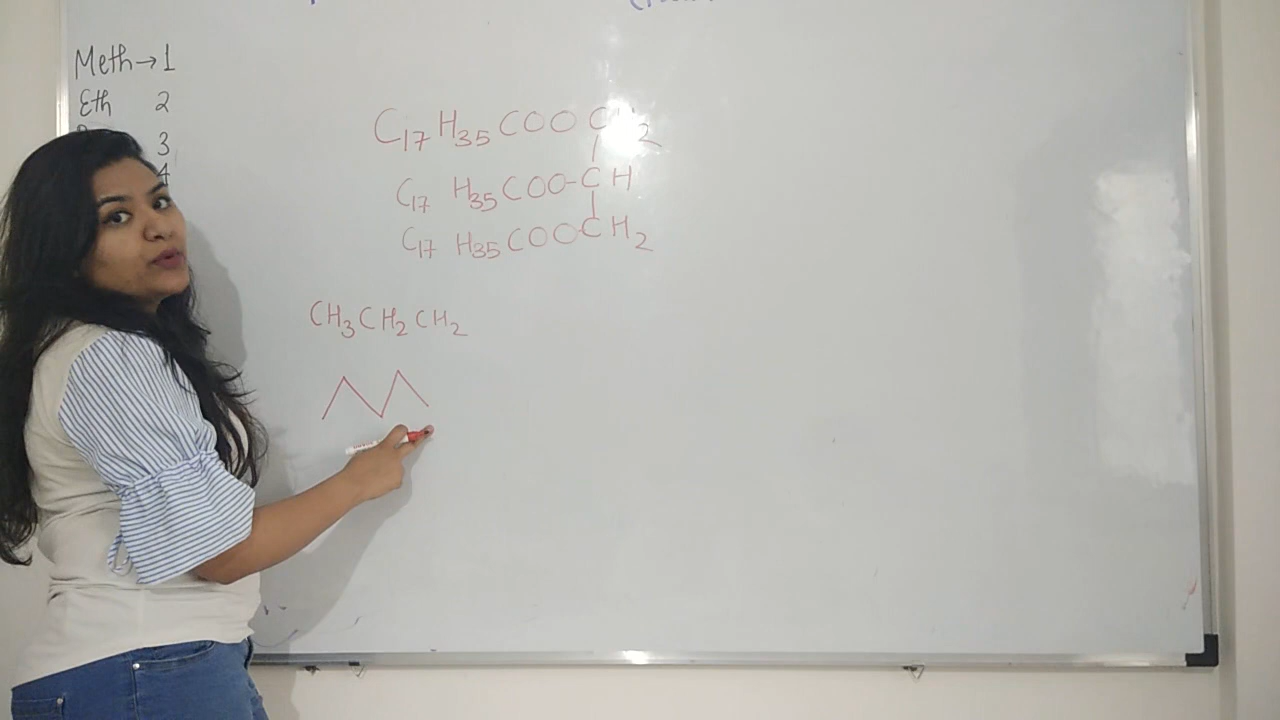 Meth → 1
Eth 2
3
4
C17 H35 COO CH2
C17 H35 COO-CH
C17 H35 COO-CH2
CH3 CH2 CH2